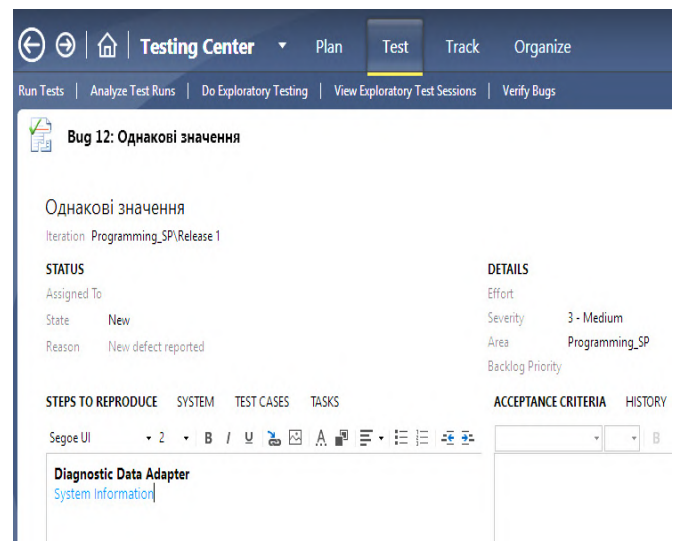 Testing Center Plan Test Track Organize
Run Tests | Analyze Test Runs | Do Exploratory Testing | View Exploratory Test Sessions | Verify Bugs
Bug 12: Однакові значення
Однакові значення
Iteration Programming_SP\Release 1
STATUS
Assigned To
State New
Reason New defect reported
DETAILS
Effort
Severity 3 - Medium
Area Programming_SP
Backlog Priority
STEPS TO REPRODUCE SYSTEM TEST CASES TASKS
Segoe UI 2 B I U A
Diagnostic Data Adapter
System Information
ACCEPTANCE CRITERIA HISTORY
B